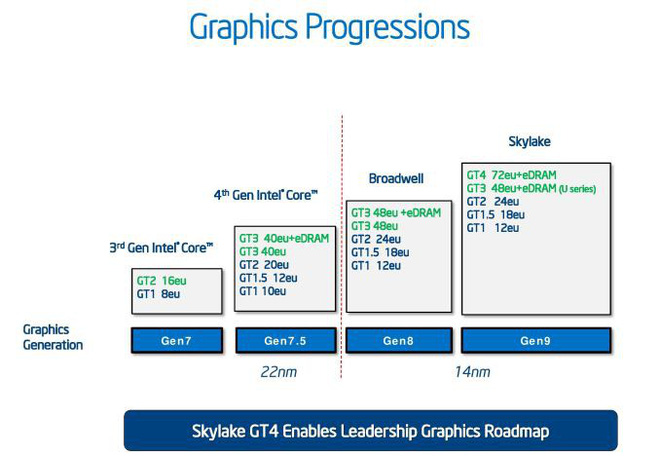 Graphics Progressions
3rd Gen Intel® Core™
GT2 16eu
GT1 8eu
4th Gen Intel® Core™
GT3 40eu+eDRAM
GT3 40eu
GT2 20eu
GT1.5 12eu
GT1 10eu
Broadwell
GT3 48eu +eDRAM
GT3 48eu
GT2 24eu
GT1.5 18eu
GT1 12eu
Skylake
GT4 72eu+eDRAM
GT3 48eu+eDRAM (U series)
GT2 24eu
GT1.5 18eu
GT1 12eu
Graphics
Generation
Gen7
Gen7.5
Gen8
Gen9
22nm
14nm
Skylake GT4 Enables Leadership Graphics Roadmap